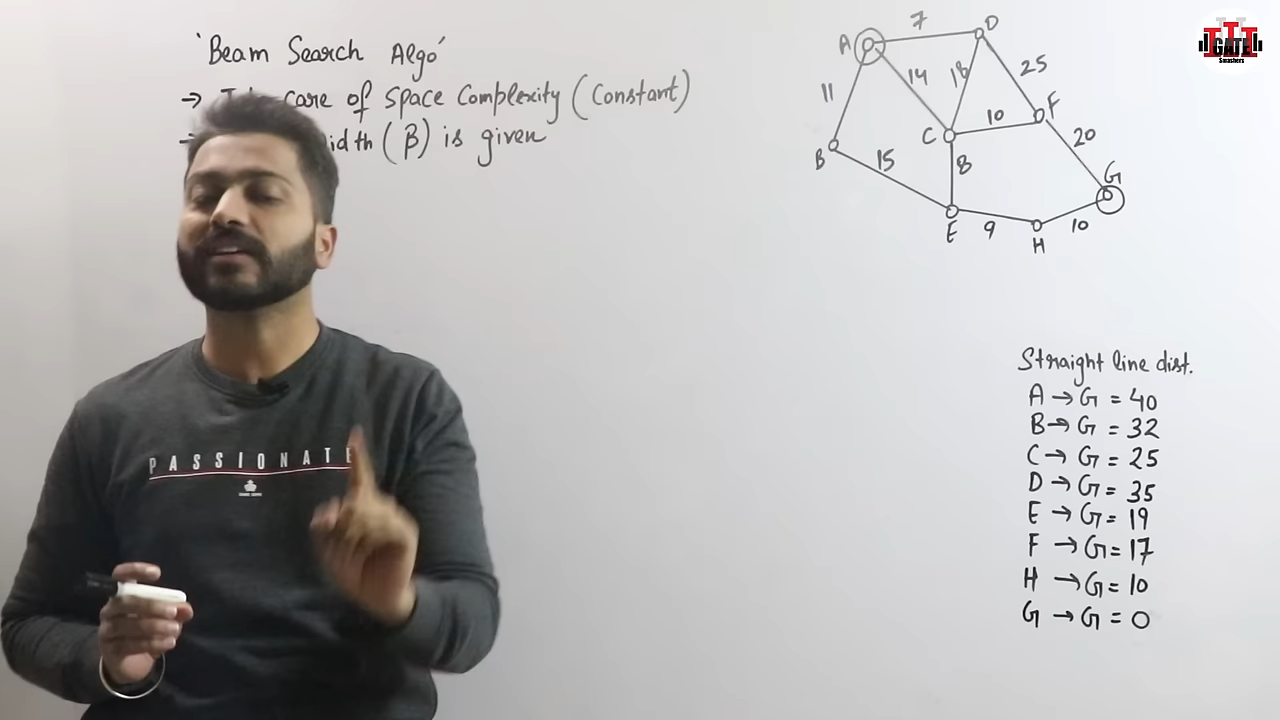 'Beam Search Algo'
→ care of Space Complexity (Constant)
→ (β) is given
A
7
D
11
14
18
25
C
10
F
B
15
8
20
G
E
9
H
10
Straight line dist.
A → G = 40
B → G = 32
C → G = 25
D → G = 35
E → G = 19
F → G = 17
H → G = 10
G → G = 0
PASSIONATE
GATE
Smashers